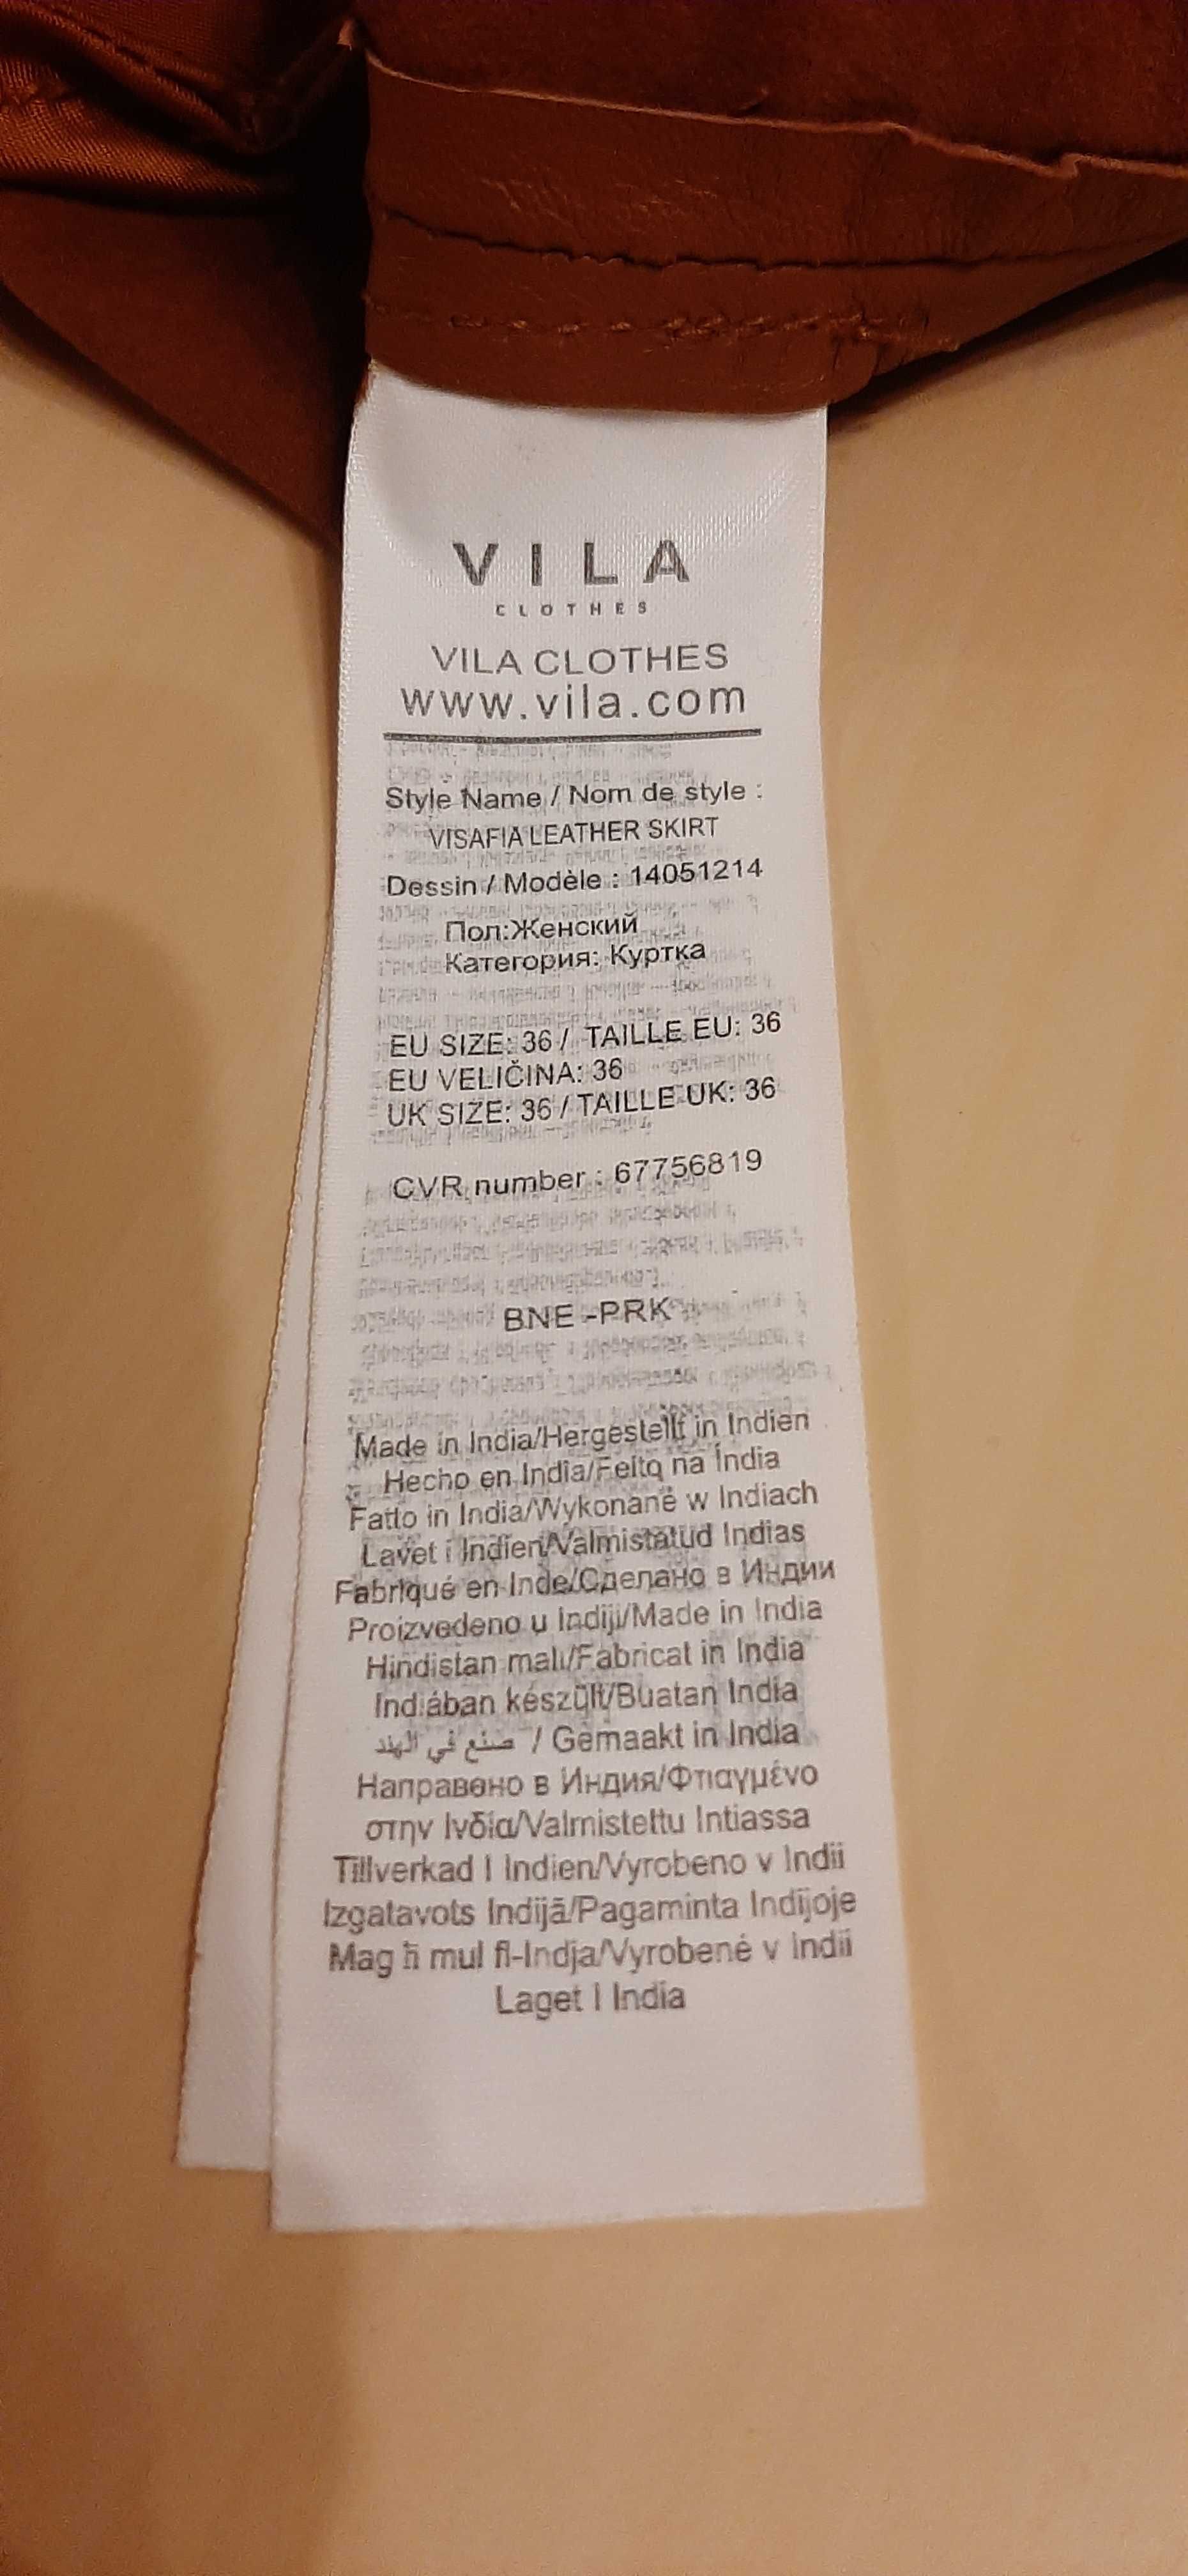 VILA
CLOTHES
VILA CLOTHES
www.vila.com
Style Name / Nom de style :
VISAFIA LEATHER SKIRT
Dessin / Modèle : 14051214
Пол:Женский
Категория: Куртка
EU SIZE: 36 / TAILLE EU: 36
EU VELIČINA: 36
UK SIZE: 36 / TAILLE UK: 36
CVR number : 67756819
BNE -PRK
Made in India/Hergestellt in Indien
Hecho en India/Feito na Índia
Fatto in India/Wykonane w Indiach
Lavet i Indien/Valmistatud Indias
Fabriqué en Inde/Сделано в Индии
Proizvedeno u Indiji/Made in India
Hindistan malı/Fabricat in India
Indiában készült/Buatan India
صنع في الهند / Gemaakt in India
Направено в Индия/Φτιαγμένο
στην Ινδία/Valmistettu Intiassa
Tillverkad I Indien/Vyrobeno v Indii
Izgatavots Indijā/Pagaminta Indijoje
Mag ħ mul fl-Indja/Vyrobené v Indii
Laget I India